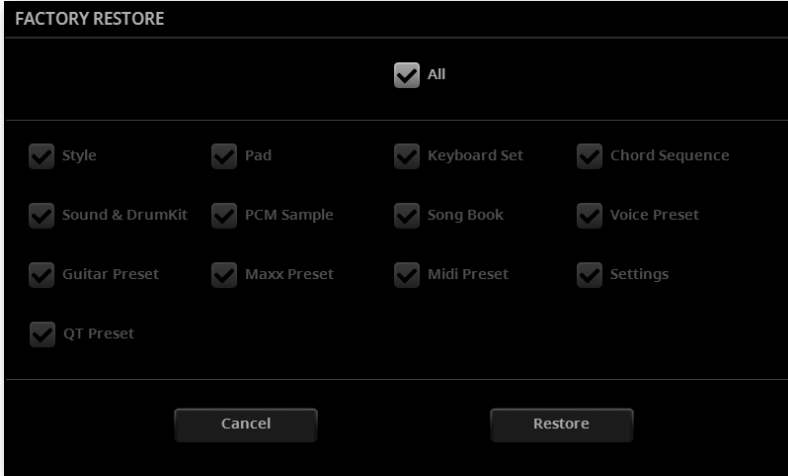 FACTORY RESTORE
All
Style Pad Keyboard Set Chord Sequence
Sound & DrumKit PCM Sample Song Book Voice Preset
Guitar Preset Maxx Preset Midi Preset Settings
QT Preset
Cancel Restore